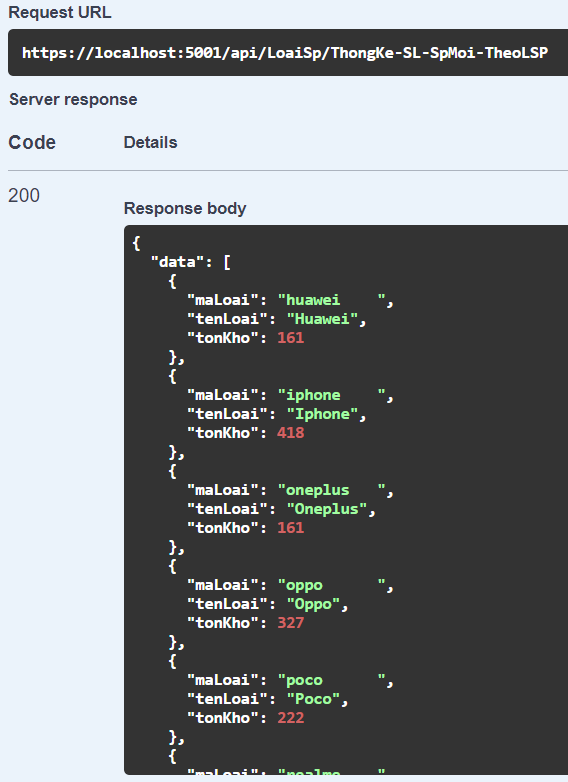 Request URL
https://localhost:5001/api/LoaiSp/ThongKe-SL-SpMoi-TheoLSP
Server response
Code Details
200
Response body
{
  "data": [
    {
      "maLoai": "huawei    ",
      "tenLoai": "Huawei",
      "tonKho": 161
    },
    {
      "maLoai": "iphone    ",
      "tenLoai": "Iphone",
      "tonKho": 418
    },
    {
      "maLoai": "oneplus   ",
      "tenLoai": "Oneplus",
      "tonKho": 161
    },
    {
      "maLoai": "oppo      ",
      "tenLoai": "Oppo",
      "tonKho": 327
    },
    {
      "maLoai": "poco      ",
      "tenLoai": "Poco",
      "tonKho": 222
    },
    {
      "maLoai": "realme    "